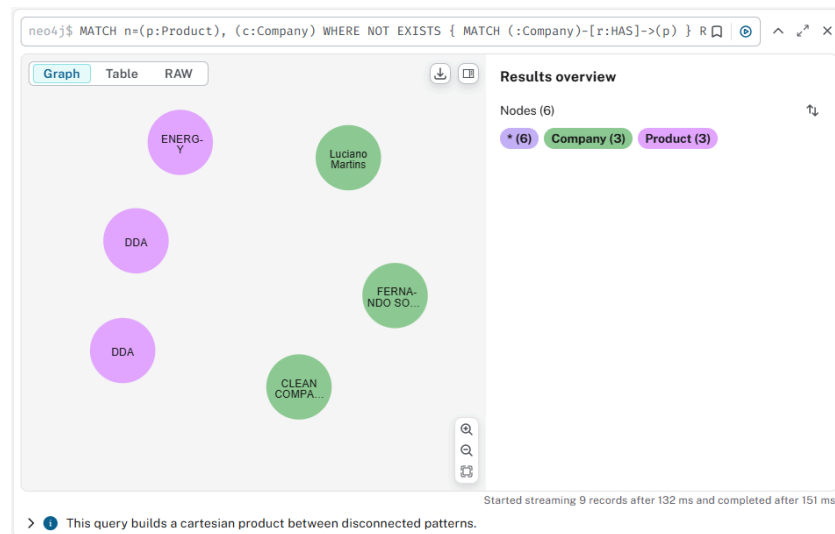 neo4j$ MATCH n=(p:Product), (c:Company) WHERE NOT EXISTS { MATCH (:Company)-[r:HAS]->(p) } R
Graph Table RAW
Results overview
Nodes (6)
* (6) Company (3) Product (3)
ENERG-
Y
Luciano
Martins
DDA
FERNA-
NDO SO...
DDA
CLEAN
COMPA...
Started streaming 9 records after 132 ms and completed after 151 ms
This query builds a cartesian product between disconnected patterns.